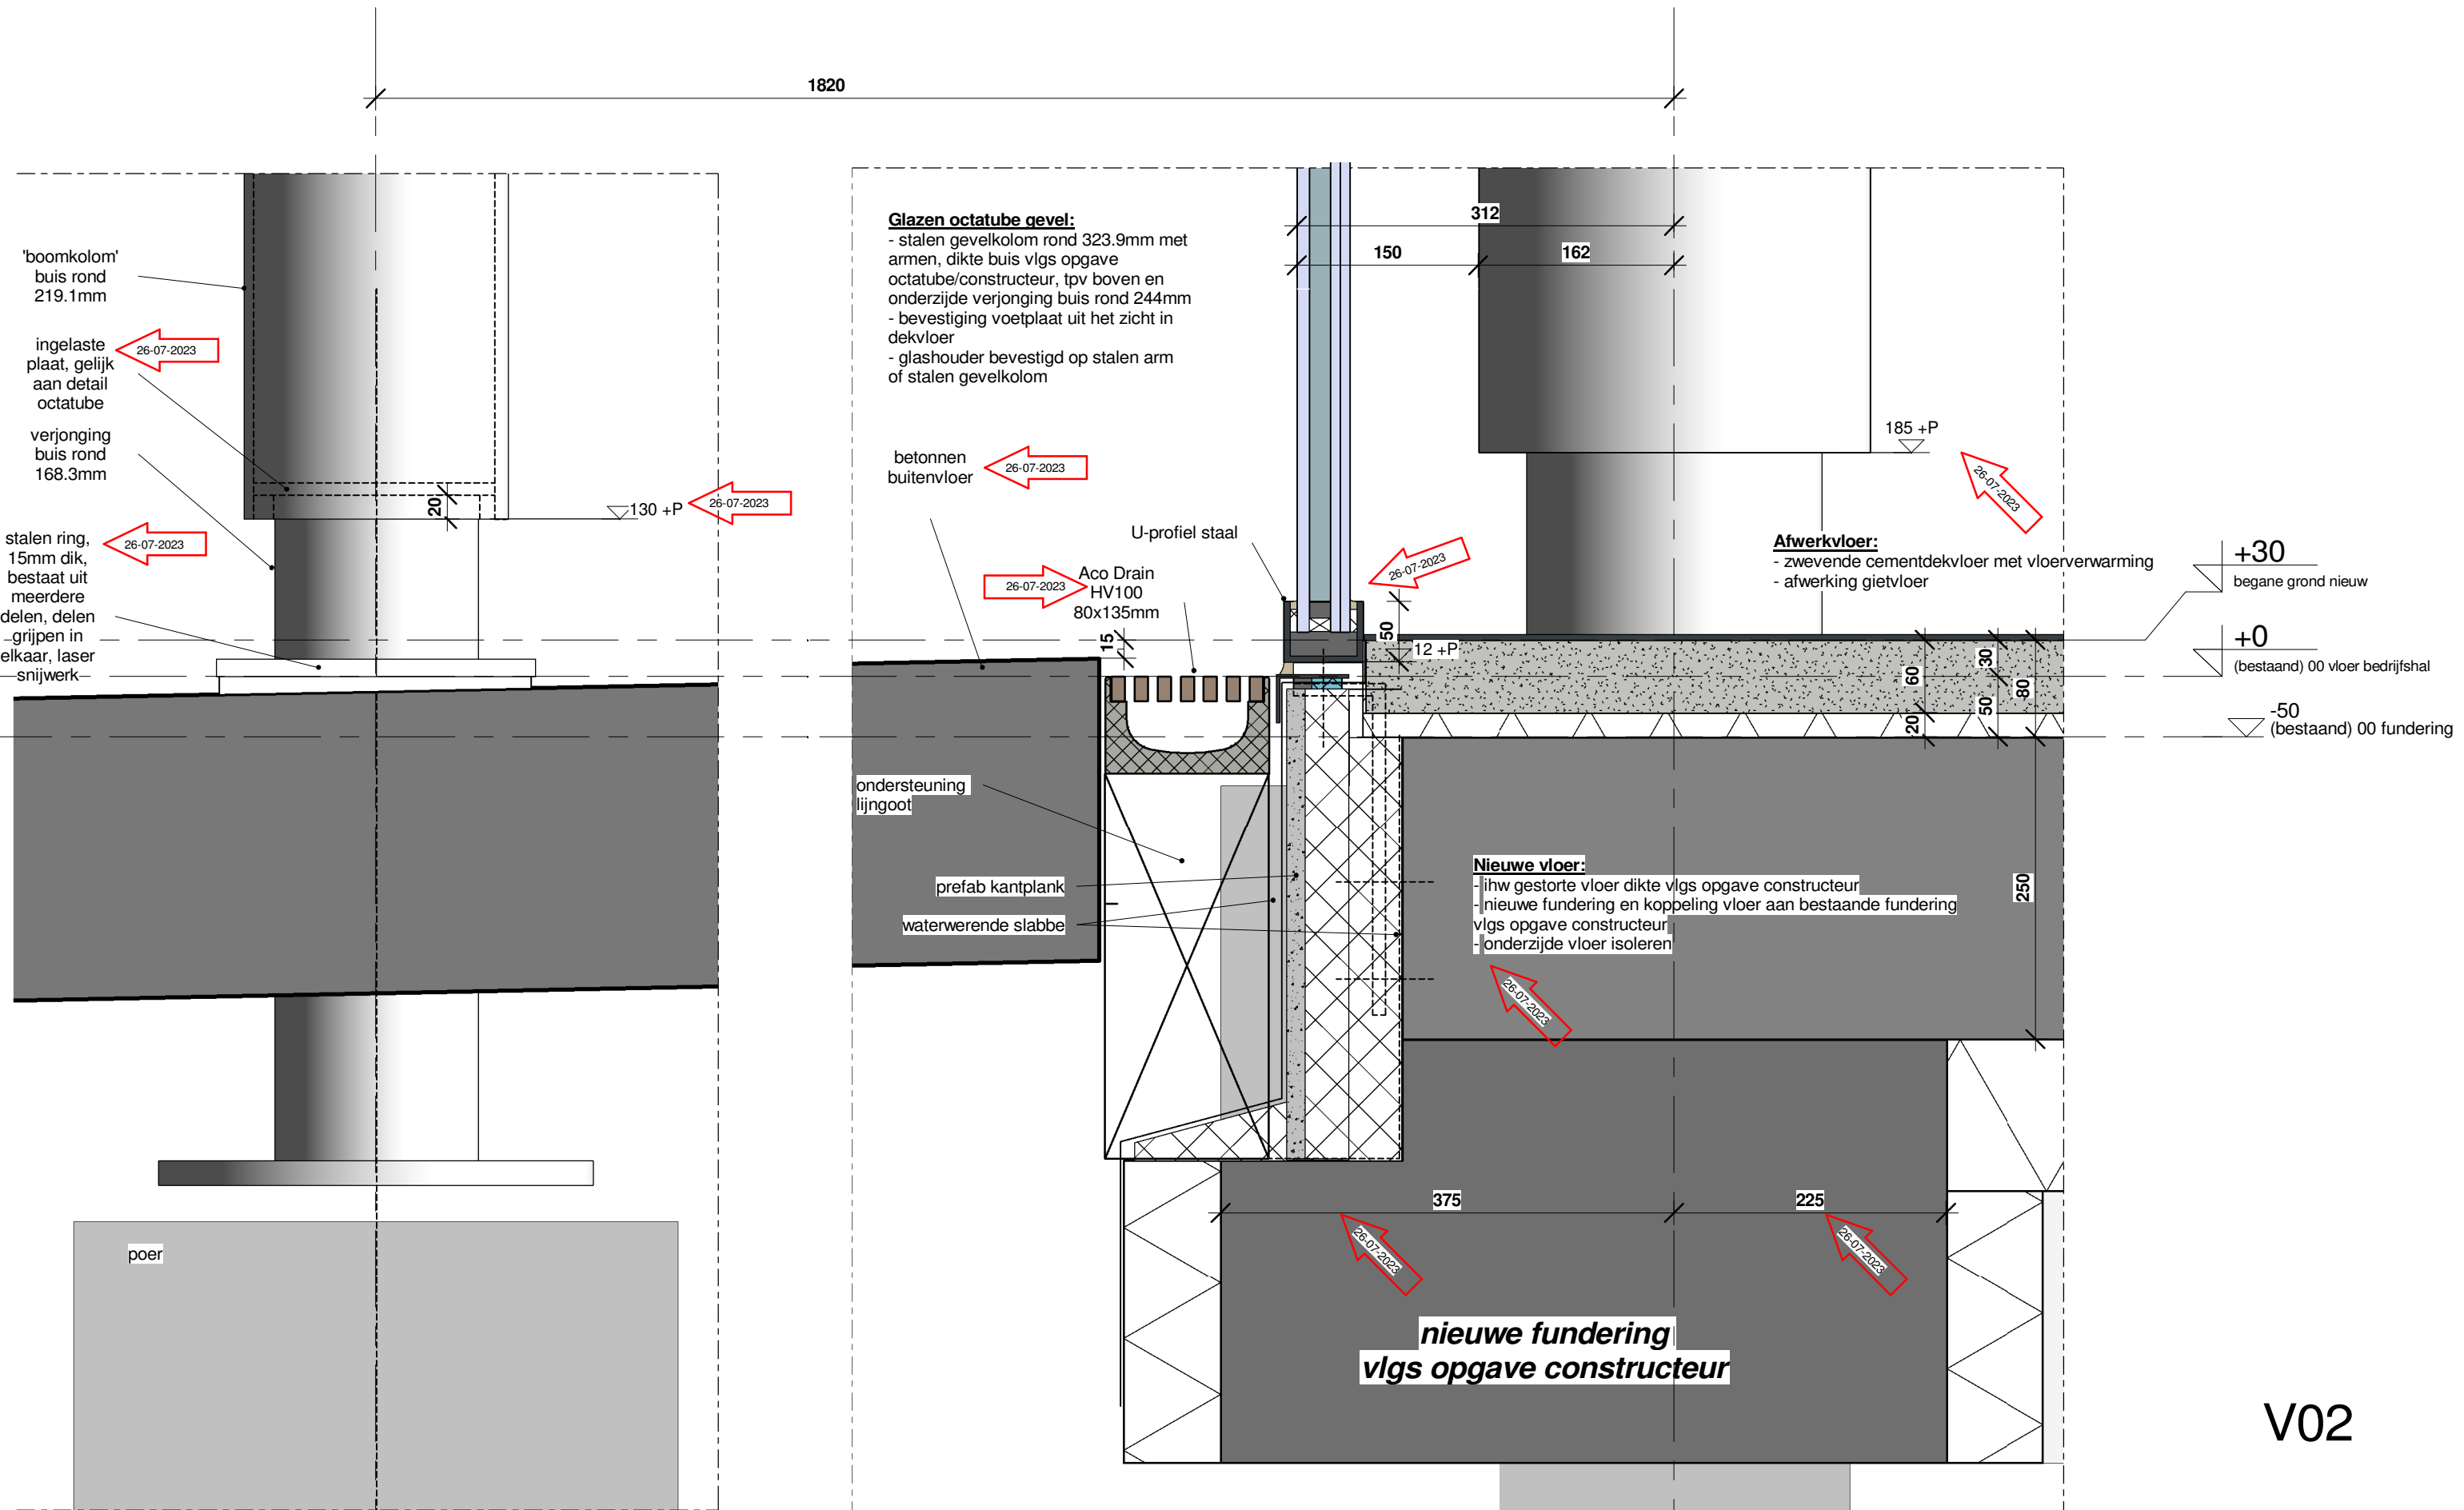 1820
'boomkolom'
buis rond
219.1mm
ingelaste
plaat, gelijk
aan detail
octatube
26-07-2023
verjonging
buis rond
168.3mm
20
130 +P
26-07-2023
stalen ring,
15mm dik,
bestaat uit
meerdere
delen, delen
grijpen in
elkaar, laser
snijwerk
26-07-2023
poer
Glazen octatube gevel:
- stalen gevelkolom rond 323.9mm met
armen, dikte buis vlgs opgave
octatube/constructeur, tpv boven en
onderzijde verjonging buis rond 244mm
- bevestiging voetplaat uit het zicht in
dekvloer
- glashouder bevestigd op stalen arm
of stalen gevelkolom
312
150
162
185 +P
26-07-2023
betonnen
buitenvloer
26-07-2023
U-profiel staal
26-07-2023
Aco Drain
HV100
80x135mm
26-07-2023
15
50
12 +P
Afwerkvloer:
- zwevende cementdekvloer met vloerverwarming
- afwerking gietvloer
+30
begane grond nieuw
+0
(bestaand) 00 vloer bedrijfshal
-50
(bestaand) 00 fundering
60
20
30
50
80
250
ondersteuning
lijngoot
prefab kantplank
waterwerende slabbe
Nieuwe vloer:
- ihw gestorte vloer dikte vlgs opgave constructeur
- nieuwe fundering en koppeling vloer aan bestaande fundering
vlgs opgave constructeur
- onderzijde vloer isoleren
26-07-2023
375
225
26-07-2023
26-07-2023
nieuwe fundering
vlgs opgave constructeur
V02